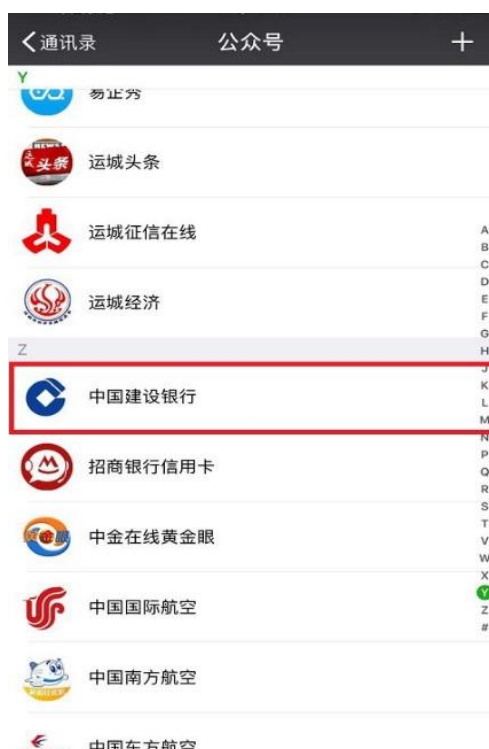 通讯录
公众号
Y
易企秀
运城头条
运城征信在线
运城经济
Z
中国建设银行
招商银行信用卡
中金在线黄金眼
中国国际航空
中国南方航空
中国东方航空
A
B
C
D
E
F
G
H
J
K
L
M
N
P
Q
R
S
T
V
W
X
Y
Z
#